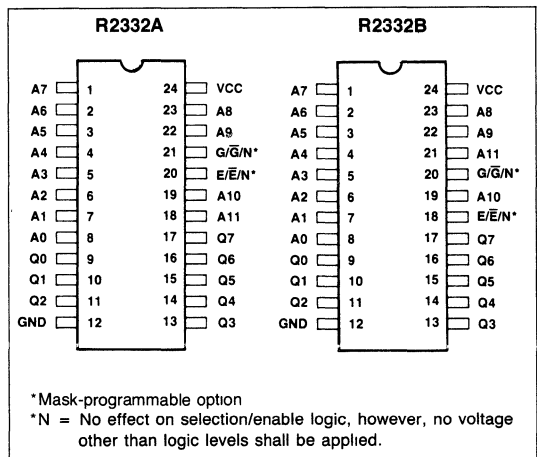 R2332A
R2332B
A7 1 24 VCC
A6 2 23 A8
A5 3 22 A9
A4 4 21 G/G̅/N*
A3 5 20 E/E̅/N*
A2 6 19 A10
A1 7 18 A11
A0 8 17 Q7
Q0 9 16 Q6
Q1 10 15 Q5
Q2 11 14 Q4
GND 12 13 Q3
A7 1 24 VCC
A6 2 23 A8
A5 3 22 A9
A4 4 21 A11
A3 5 20 G/G̅/N*
A2 6 19 A10
A1 7 18 E/E̅/N*
A0 8 17 Q7
Q0 9 16 Q6
Q1 10 15 Q5
Q2 11 14 Q4
GND 12 13 Q3
*Mask-programmable option
*N = No effect on selection/enable logic, however, no voltage
other than logic levels shall be applied.